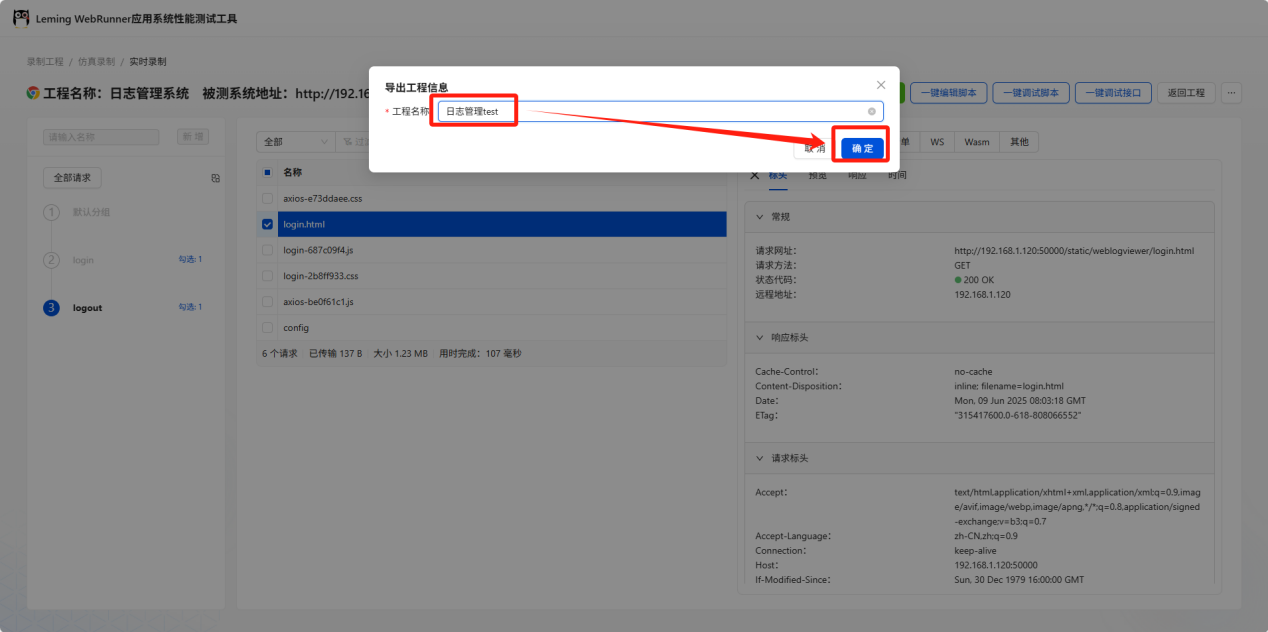 Leming WebRunner应用系统性能测试工具
录制工程 / 仿真录制 / 实时录制
工程名称：日志管理系统 被测系统地址：http://192.16
一键编辑脚本
一键调试脚本
一键调试接口
返回工程
...
导出工程信息
* 工程名称
日志管理test
取 消
确 定
请输入名称
新 增
全部请求
1 默认分组
2 login 勾选: 1
3 logout 勾选: 1
全部
单
WS
Wasm
其他
名称
axios-e73ddaee.css
login.html
login-687c09f4.js
login-2b8ff933.css
axios-be0f61c1.js
config
6 个请求 已传输 137 B 大小 1.23 MB 用时完成：107 毫秒
标头 预览 响应 时间
常规
请求网址： http://192.168.1.120:50000/static/weblogviewer/login.html
请求方法： GET
状态代码： 200 OK
远程地址： 192.168.1.120
响应标头
Cache-Control： no-cache
Content-Disposition： inline; filename=login.html
Date： Mon, 09 Jun 2025 08:03:18 GMT
ETag： "315417600.0-618-808066552"
请求标头
Accept： text/html,application/xhtml+xml,application/xml;q=0.9,imag
e/avif,image/webp,image/apng,*/*;q=0.8,application/signed
-exchange;v=b3;q=0.7
Accept-Language： zh-CN,zh;q=0.9
Connection： keep-alive
Host： 192.168.1.120:50000
If-Modified-Since： Sun, 30 Dec 1979 16:00:00 GMT